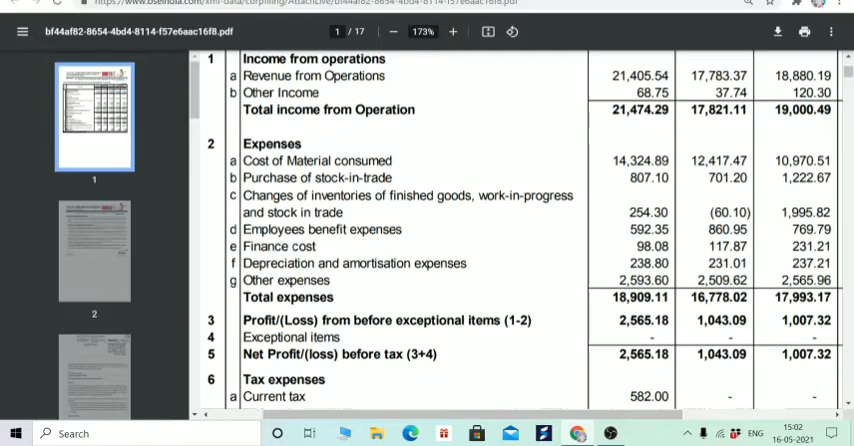 bf44af82-8654-4bd4-8114-f57e6aac16f8.pdf 1 / 17 — 173% +
1 Income from operations
a Revenue from Operations 21,405.54 17,783.37 18,880.19
b Other Income 68.75 37.74 120.30
Total income from Operation 21,474.29 17,821.11 19,000.49
2 Expenses
a Cost of Material consumed 14,324.89 12,417.47 10,970.51
b Purchase of stock-in-trade 807.10 701.20 1,222.67
c Changes of inventories of finished goods, work-in-progress
and stock in trade 254.30 (60.10) 1,995.82
d Employees benefit expenses 592.35 860.95 769.79
e Finance cost 98.08 117.87 231.21
f Depreciation and amortisation expenses 238.80 231.01 237.21
g Other expenses 2,593.60 2,509.62 2,565.96
Total expenses 18,909.11 16,778.02 17,993.17
3 Profit/(Loss) from before exceptional items (1-2) 2,565.18 1,043.09 1,007.32
4 Exceptional items - - -
5 Net Profit/(loss) before tax (3+4) 2,565.18 1,043.09 1,007.32
6 Tax expenses
a Current tax 582.00 - -
1
2
Search
ENG
15:02
16-05-2021